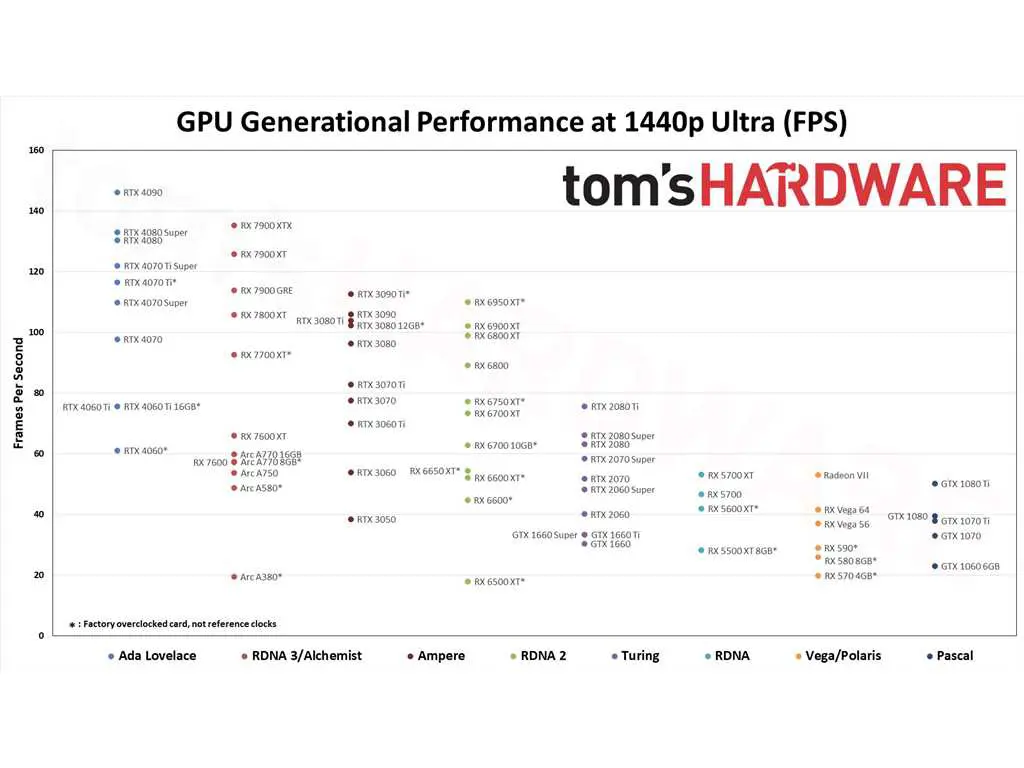 GPU Generational Performance at 1440p Ultra (FPS)
tom'sHARDWARE
Frames Per Second
160
140
120
100
80
60
40
20
0
RTX 4090
RTX 4080 Super
RTX 4080
RTX 4070 Ti Super
RTX 4070 Ti*
RTX 4070 Super
RTX 4070
RTX 4060 Ti
RTX 4060 Ti 16GB*
RTX 4060*
RX 7900 XTX
RX 7900 XT
RX 7900 GRE
RX 7800 XT
RX 7700 XT*
RX 7600 XT
Arc A770 16GB
RX 7600
Arc A770 8GB*
Arc A750
Arc A580*
Arc A380*
RTX 3090 Ti*
RTX 3090
RTX 3080 Ti
RTX 3080 12GB*
RTX 3080
RTX 3070 Ti
RTX 3070
RTX 3060 Ti
RTX 3060
RTX 3050
RX 6950 XT*
RX 6900 XT
RX 6800 XT
RX 6800
RX 6750 XT*
RX 6700 XT
RX 6700 10GB*
RX 6650 XT*
RX 6600 XT*
RX 6600*
RX 6500 XT*
RTX 2080 Ti
RTX 2080 Super
RTX 2080
RTX 2070 Super
RTX 2070
RTX 2060 Super
RTX 2060
GTX 1660 Super
GTX 1660 Ti
GTX 1660
RX 5700 XT
RX 5700
RX 5600 XT*
RX 5500 XT 8GB*
Radeon VII
RX Vega 64
RX Vega 56
RX 590*
RX 580 8GB*
RX 570 4GB*
GTX 1080 Ti
GTX 1080
GTX 1070 Ti
GTX 1070
GTX 1060 6GB
* : Factory overclocked card, not reference clocks
Ada Lovelace
RDNA 3/Alchemist
Ampere
RDNA 2
Turing
RDNA
Vega/Polaris
Pascal